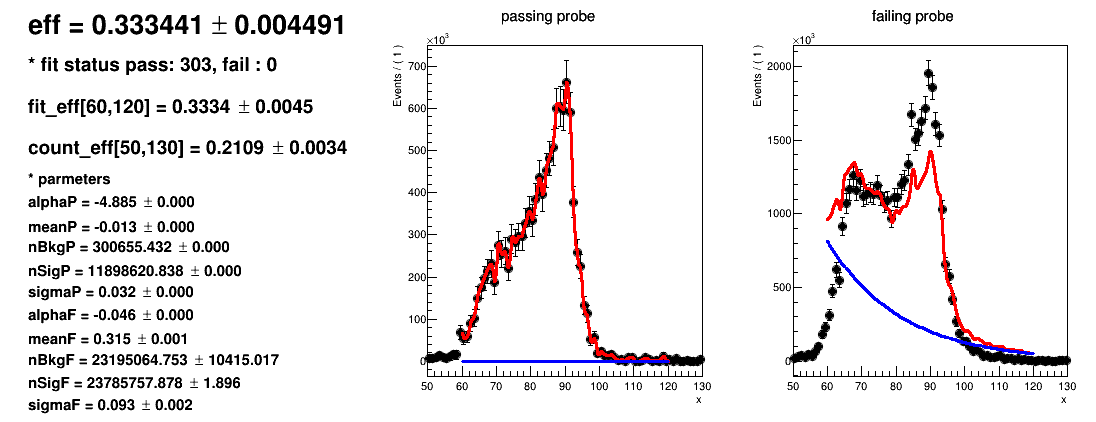 eff = 0.333441 ± 0.004491
* fit status pass: 303, fail : 0
fit_eff[60,120] = 0.3334 ± 0.0045
count_eff[50,130] = 0.2109 ± 0.0034
* parmeters
alphaP = -4.885 ± 0.000
meanP = -0.013 ± 0.000
nBkgP = 300655.432 ± 0.000
nSigP = 11898620.838 ± 0.000
sigmaP = 0.032 ± 0.000
alphaF = -0.046 ± 0.000
meanF = 0.315 ± 0.001
nBkgF = 23195064.753 ± 10415.017
nSigF = 23785757.878 ± 1.896
sigmaF = 0.093 ± 0.002
passing probe
×10³
Events / ( 1 )
700
600
500
400
300
200
100
0
50 60 70 80 90 100 110 120 130
x
failing probe
×10³
Events / ( 1 )
2000
1500
1000
500
0
50 60 70 80 90 100 110 120 130
x